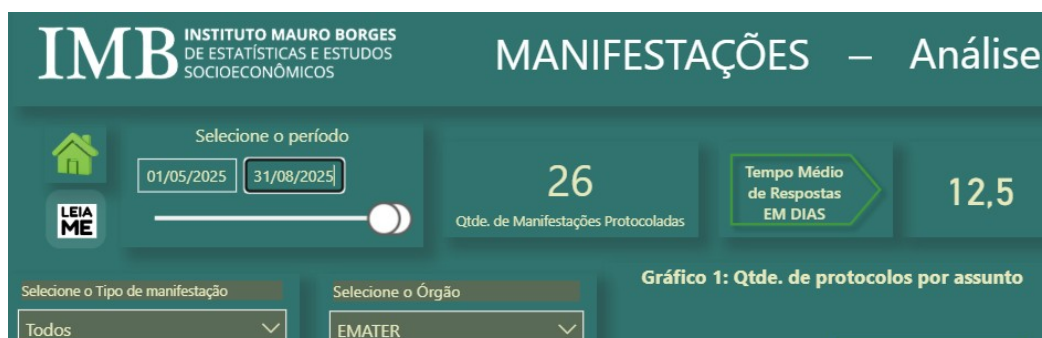 IMB INSTITUTO MAURO BORGES
DE ESTATÍSTICAS E ESTUDOS
SOCIOECONÔMICOS
MANIFESTAÇÕES – Análise
Selecione o período
01/05/2025 31/08/2025
LEIA
ME
26
Qtde. de Manifestações Protocoladas
Tempo Médio
de Respostas
EM DIAS
12,5
Selecione o Tipo de manifestação
Todos
Selecione o Órgão
EMATER
Gráfico 1: Qtde. de protocolos por assunto